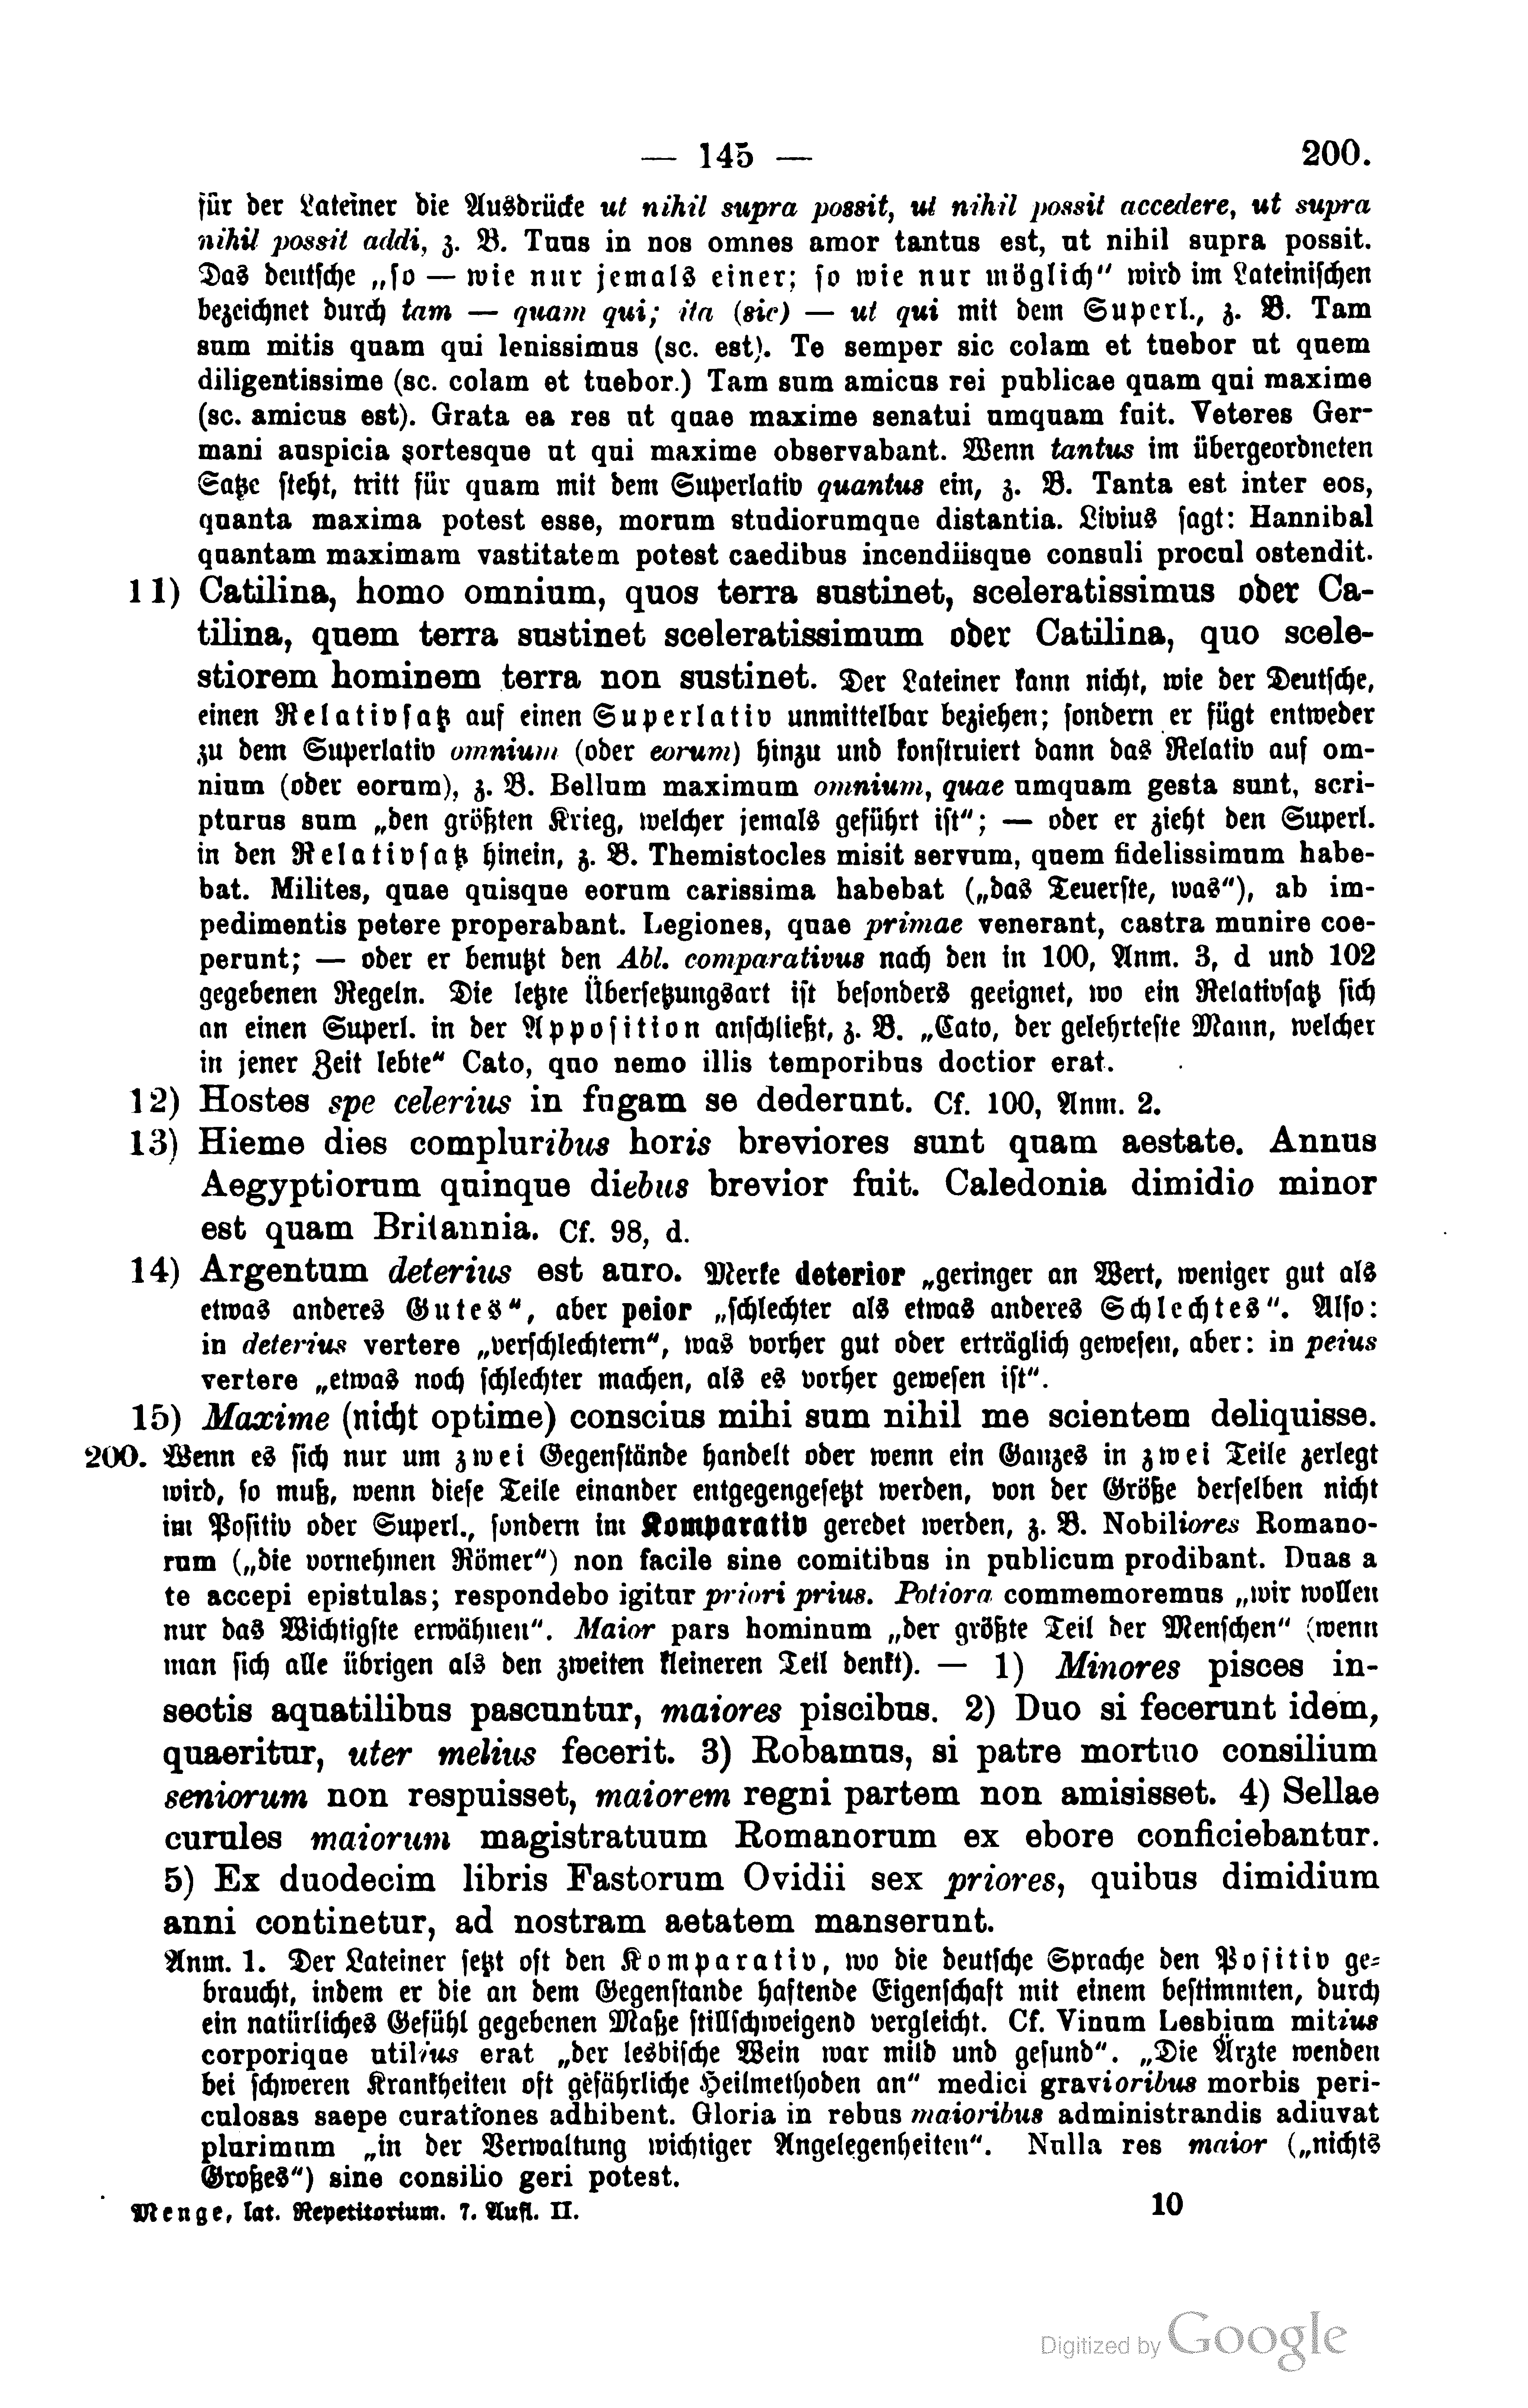 — 145 — 200.
für der Lateiner die Ausdrücke ut nihil supra possit, ut nihil possit accedere, ut supra
nihil possit addi, z. B. Tuus in nos omnes amor tantus est, ut nihil supra possit.
Das deutsche „so — wie nur jemals einer; so wie nur möglich" wird im Lateinischen
bezeichnet durch tam — quam qui; ita (sic) — ut qui mit dem Superl., z. B. Tam
sum mitis quam qui lenissimus (sc. est). Te semper sic colam et tuebor ut quem
diligentissime (sc. colam et tuebor.) Tam sum amicus rei publicae quam qui maxime
(sc. amicus est). Grata ea res ut quae maxime senatui umquam fuit. Veteres Ger-
mani auspicia sortesque ut qui maxime observabant. Wenn tantus im übergeordneten
Satze steht, tritt für quam mit dem Superlativ quantus ein, z. B. Tanta est inter eos,
quanta maxima potest esse, morum studiorumque distantia. Livius sagt: Hannibal
quantam maximam vastitatem potest caedibus incendiisque consuli procul ostendit.
11) Catilina, homo omnium, quos terra sustinet, sceleratissimus oder Ca-
tilina, quem terra sustinet sceleratissimum oder Catilina, quo scele-
stiorem hominem terra non sustinet. Der Lateiner kann nicht, wie der Deutsche,
einen Relativsatz auf einen Superlativ unmittelbar beziehen; sondern er fügt entweder
zu dem Superlativ omnium (oder eorum) hinzu und konstruiert dann das Relativ auf om-
nium (oder eorum), z. B. Bellum maximum omnium, quae umquam gesta sunt, scri-
pturus sum „den größten Krieg, welcher jemals geführt ist"; — oder er zieht den Superl.
in den Relativsatz hinein, z. B. Themistocles misit servum, quem fidelissimum habe-
bat. Milites, quae quisque eorum carissima habebat („das Teuerste, was"), ab im-
pedimentis petere properabant. Legiones, quae primae venerant, castra munire coe-
perunt; — oder er benutzt den Abl. comparativus nach den in 100, Anm. 3, d und 102
gegebenen Regeln. Die letzte Übersetzungsart ist besonders geeignet, wo ein Relativsatz sich
an einen Superl. in der Apposition anschließt, z. B. „Cato, der gelehrteste Mann, welcher
in jener Zeit lebte" Cato, quo nemo illis temporibus doctior erat.
12) Hostes spe celerius in fugam se dederunt. Cf. 100, Anm. 2.
13) Hieme dies compluribus horis breviores sunt quam aestate. Annus
Aegyptiorum quinque diebus brevior fuit. Caledonia dimidio minor
est quam Britannia. Cf. 98, d.
14) Argentum deterius est auro. Merke deterior „geringer an Wert, weniger gut als
etwas anderes Gutes", aber peior „schlechter als etwas anderes Schlechtes". Also:
in deterius vertere „verschlechtern", was vorher gut oder erträglich gewesen, aber: in peius
vertere „etwas noch schlechter machen, als es vorher gewesen ist".
15) Maxime (nicht optime) conscius mihi sum nihil me scientem deliquisse.
200. Wenn es sich nur um zwei Gegenstände handelt oder wenn ein Ganzes in zwei Teile zerlegt
wird, so muß, wenn diese Teile einander entgegengesetzt werden, von der Größe derselben nicht
im Positiv oder Superl., sondern im Komparativ geredet werden, z. B. Nobiliores Romano-
rum („die vornehmen Römer") non facile sine comitibus in publicum prodibant. Duas a
te accepi epistulas; respondebo igitur priori prius. Potiora commemoremus „wir wollen
nur das Wichtigste erwähnen". Maior pars hominum „der größte Teil der Menschen" (wenn
man sich alle übrigen als den zweiten kleineren Teil denkt). — 1) Minores pisces in-
sectis aquatilibus pascuntur, maiores piscibus. 2) Duo si fecerunt idem,
quaeritur, uter melius fecerit. 3) Robamus, si patre mortuo consilium
seniorum non respuisset, maiorem regni partem non amisisset. 4) Sellae
curules maiorum magistratuum Romanorum ex ebore conficiebantur.
5) Ex duodecim libris Fastorum Ovidii sex priores, quibus dimidium
anni continetur, ad nostram aetatem manserunt.
Anm. 1. Der Lateiner setzt oft den Komparativ, wo die deutsche Sprache den Positiv ge-
braucht, indem er die an dem Gegenstande haftende Eigenschaft mit einem bestimmten, durch
ein natürliches Gefühl gegebenen Maße stillschweigend vergleicht. Cf. Vinum Lesbium mitius
corporique utilius erat „der lesbische Wein war mild und gesund". „Die Ärzte wenden
bei schweren Krankheiten oft gefährliche Heilmethoden an" medici gravioribus morbis peri-
culosas saepe curationes adhibent. Gloria in rebus maioribus administrandis adiuvat
plurimum „in der Verwaltung wichtiger Angelegenheiten". Nulla res maior („nichts
Großes") sine consilio geri potest.
Menge, lat. Repetitorium. 7. Aufl. II. 10
Digitized by Google